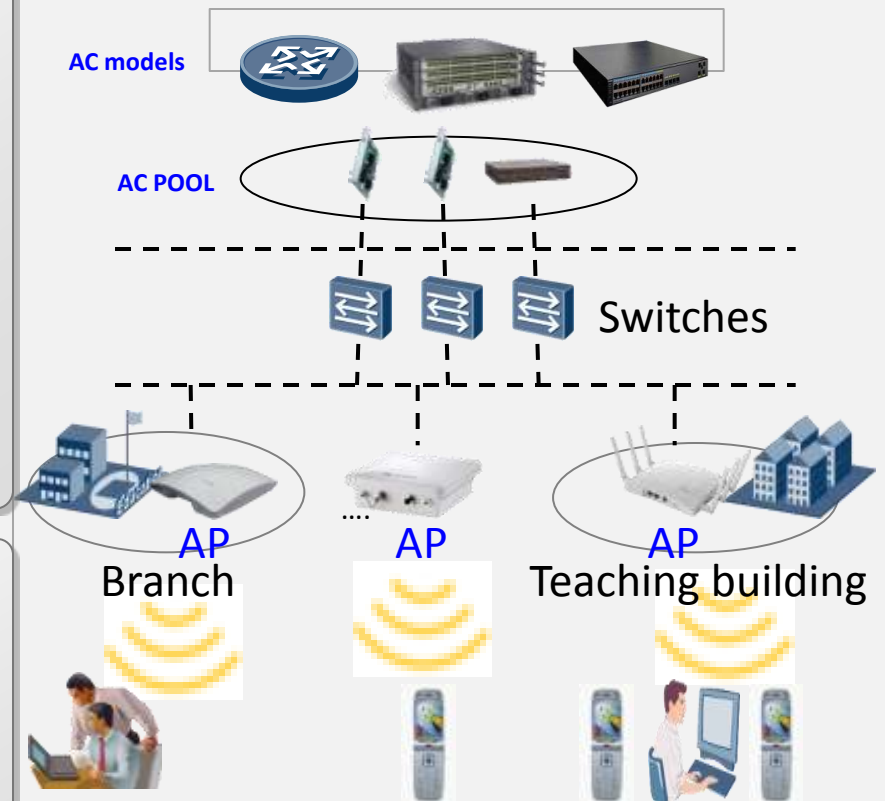 AC models
AC POOL
Switches
....
AP
AP
AP
Branch
Teaching building